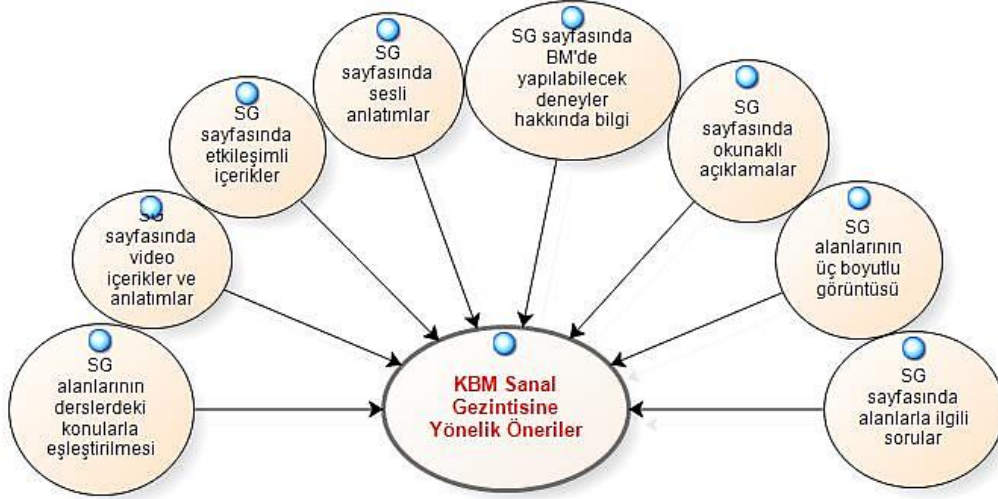 SG
alanlarının
derslerdeki
konularla
eşleştirilmesi
SG
sayfasında
video
içerikler ve
anlatımlar
SG
sayfasında
etkileşimli
içerikler
SG
sayfasında
sesli
anlatımlar
SG sayfasında
BM'de
yapılabilecek
deneyler
hakkında bilgi
SG
sayfasında
okunaklı
açıklamalar
SG
alanlarının
üç boyutlu
görüntüsü
SG
sayfasında
alanlarla ilgili
sorular
KBM Sanal
Gezintisine
Yönelik Öneriler